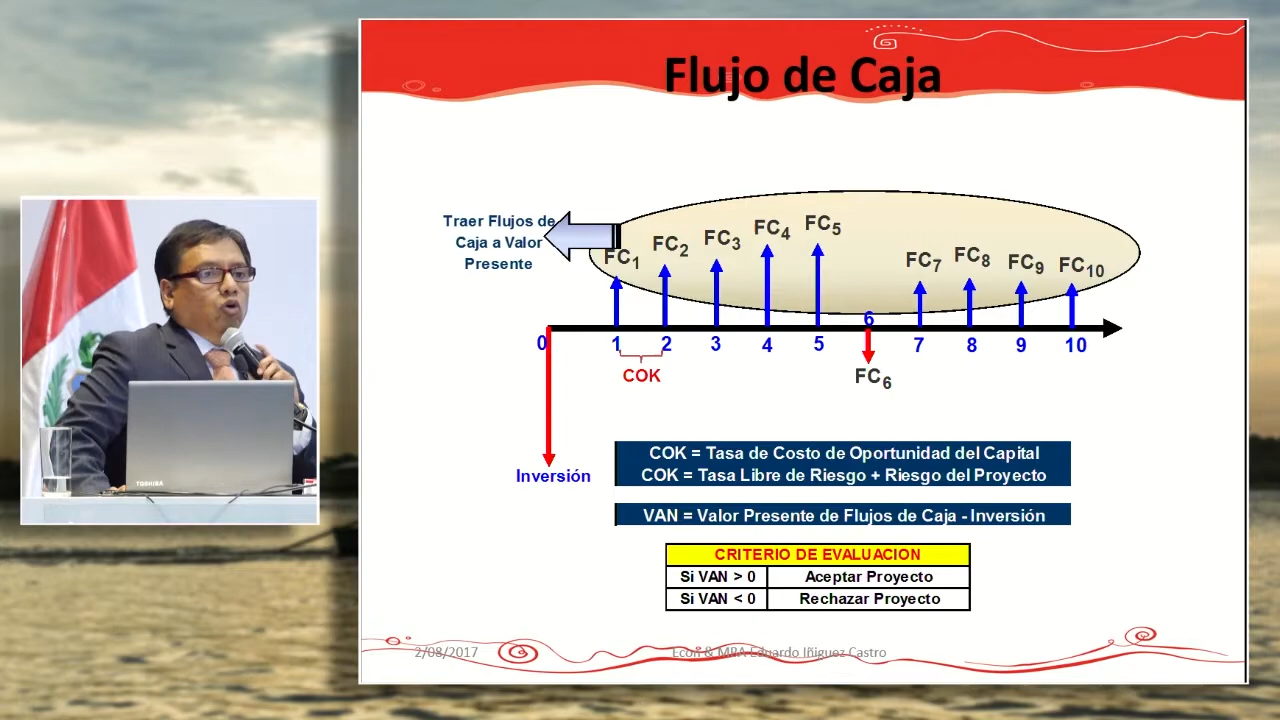 Flujo de Caja
Traer Flujos de
Caja a Valor
Presente
FC1
FC2
FC3
FC4
FC5
FC7
FC8
FC9
FC10
0
1
2
3
4
5
6
7
8
9
10
COK
FC6
Inversión
COK = Tasa de Costo de Oportunidad del Capital
COK = Tasa Libre de Riesgo + Riesgo del Proyecto
VAN = Valor Presente de Flujos de Caja - Inversión
CRITERIO DE EVALUACION
Si VAN > 0 Aceptar Proyecto
Si VAN < 0 Rechazar Proyecto
2/08/2017
Econ & MBA Eduardo Iñiguez Castro
TOSHIBA